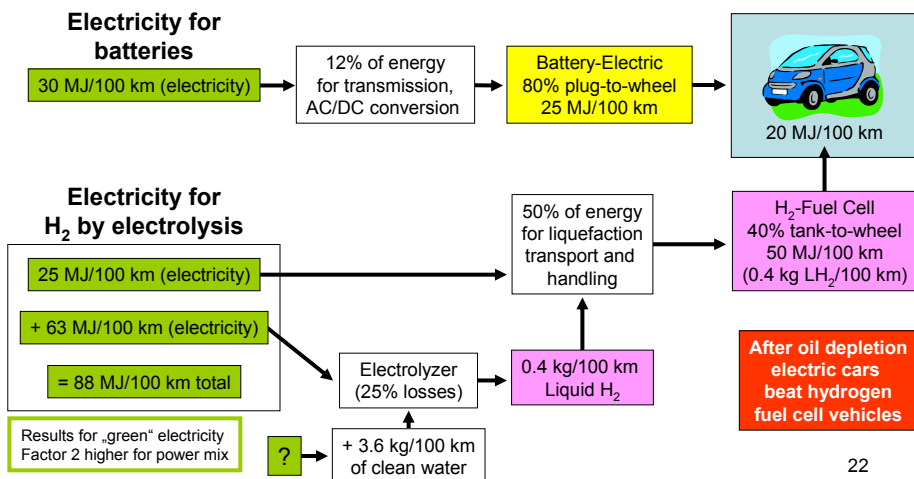 Electricity for
batteries
30 MJ/100 km (electricity)
12% of energy
for transmission,
AC/DC conversion
Battery-Electric
80% plug-to-wheel
25 MJ/100 km
20 MJ/100 km
Electricity for
H₂ by electrolysis
25 MJ/100 km (electricity)
+ 63 MJ/100 km (electricity)
= 88 MJ/100 km total
50% of energy
for liquefaction
transport and
handling
H₂-Fuel Cell
40% tank-to-wheel
50 MJ/100 km
(0.4 kg LH₂/100 km)
Electrolyzer
(25% losses)
0.4 kg/100 km
Liquid H₂
After oil depletion
electric cars
beat hydrogen
fuel cell vehicles
Results for „green“ electricity
Factor 2 higher for power mix
?
+ 3.6 kg/100 km
of clean water
22